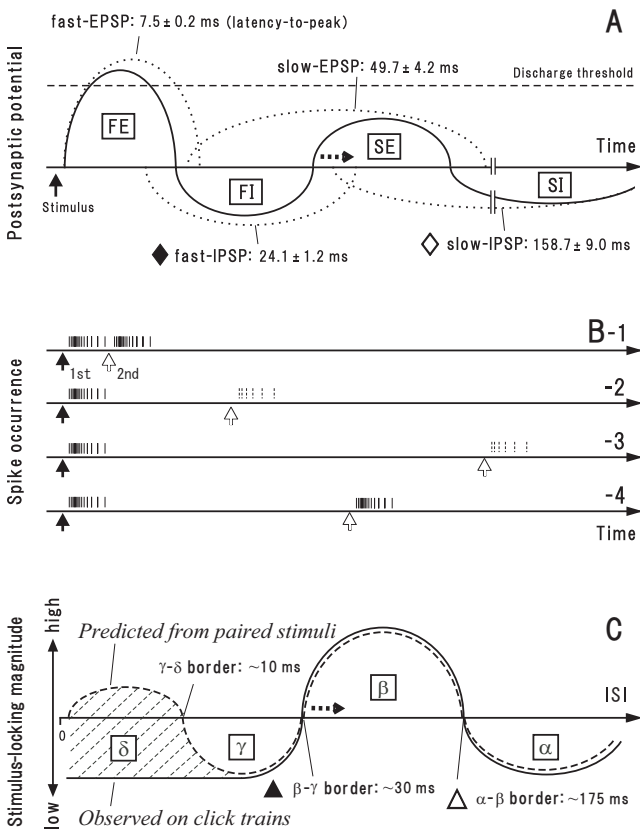 fast-EPSP: 7.5 ± 0.2 ms (latency-to-peak)
A
slow-EPSP: 49.7 ± 4.2 ms
Discharge threshold
Postsynaptic potential
FE
SE
Time
FI
SI
Stimulus
fast-IPSP: 24.1 ± 1.2 ms
slow-IPSP: 158.7 ± 9.0 ms
B-1
1st
2nd
-2
Spike occurrence
-3
-4
Time
Stimulus-locking magnitude
high
low
C
Predicted from paired stimuli
γ-δ border: ~10 ms
β
ISI
0
δ
γ
α
β-γ border: ~30 ms
α-β border: ~175 ms
Observed on click trains